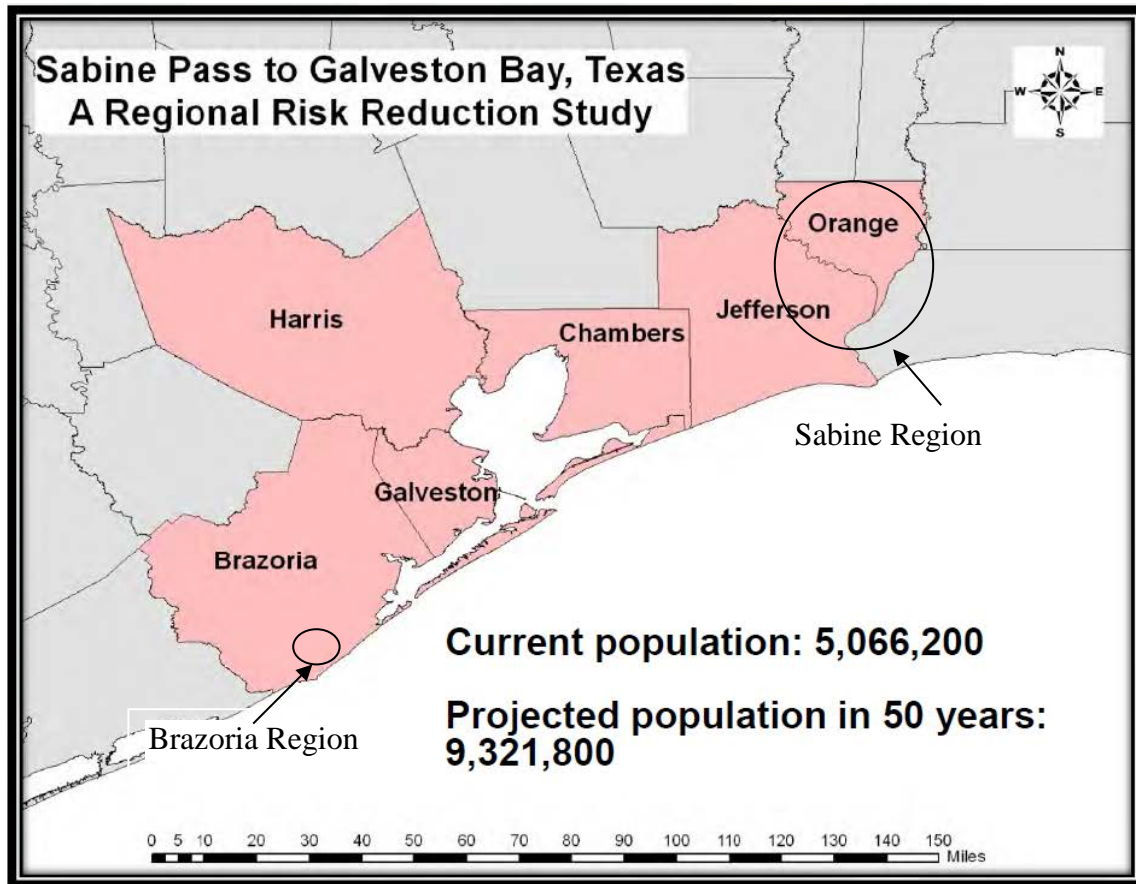 Sabine Pass to Galveston Bay, Texas
A Regional Risk Reduction Study
N
W
E
S
Orange
Harris
Jefferson
Chambers
Sabine Region
Galveston
Brazoria
Current population: 5,066,200
Projected population in 50 years:
9,321,800
Brazoria Region
0 5 10 20 30 40 50 60 70 80 90 100 110 120 130 140 150
Miles